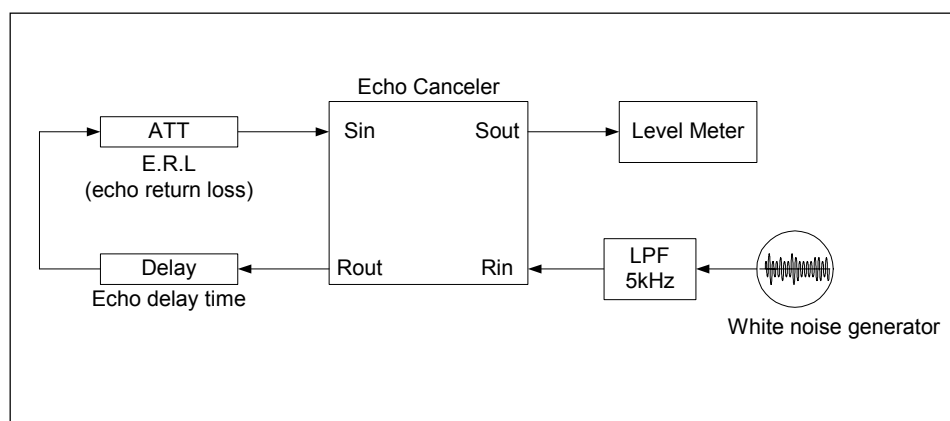 Echo Canceler
ATT
E.R.L
(echo return loss)
Sin
Sout
Level Meter
Delay
Echo delay time
Rout
Rin
LPF
5kHz
White noise generator